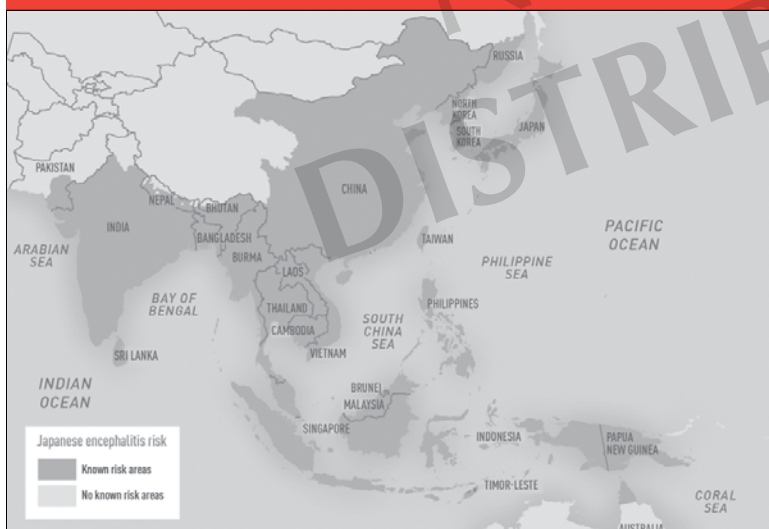 DISTRIB
RUSSIA
NORTH
KOREA
SOUTH
KOREA
JAPAN
PAKISTAN
NEPAL
BHUTAN
CHINA
INDIA
BANGLADESH
BURMA
TAIWAN
PACIFIC
OCEAN
ARABIAN
SEA
LAOS
PHILIPPINE
SEA
BAY OF
BENGAL
THAILAND
PHILIPPINES
CAMBODIA
SOUTH
CHINA
SEA
VIETNAM
SRI LANKA
INDIAN
OCEAN
BRUNEI
MALAYSIA
SINGAPORE
INDONESIA
PAPUA
NEW GUINEA
TIMOR-LESTE
CORAL
SEA
AUSTRALIA
Japanese encephalitis risk
Known risk areas
No known risk areas